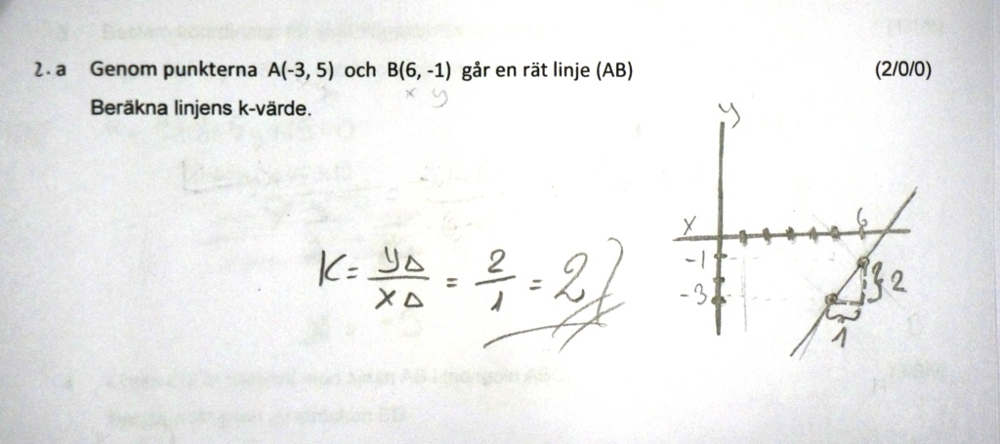 2.a Genom punkterna A(-3, 5) och B(6, -1) går en rät linje (AB) (2/0/0)
x y
Beräkna linjens k-värde.
y
x 6
-1
-3
2
1
K = yΔ/xΔ = 2/1 = 2